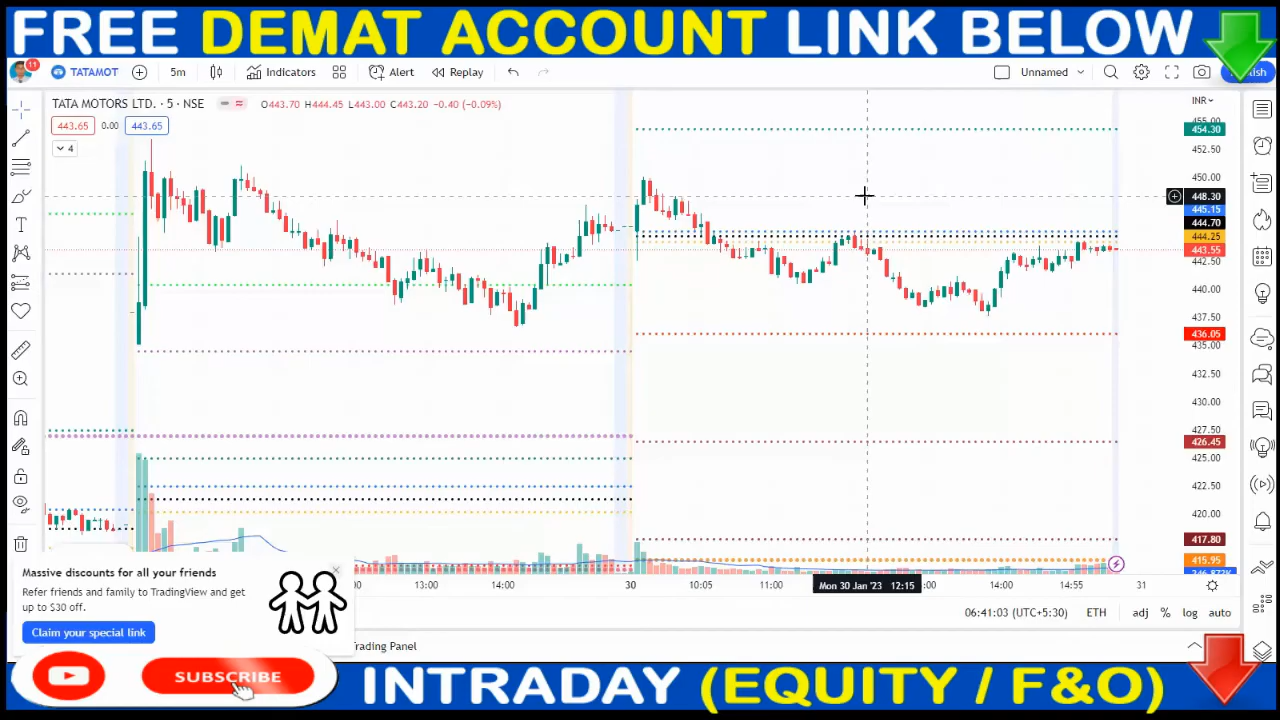 FREE DEMAT ACCOUNT LINK BELOW
11
TATAMOT
5m
Indicators
Alert
Replay
Unnamed
TATA MOTORS LTD. · 5 · NSE
O443.70 H444.45 L443.00 C443.20 -0.40 (-0.09%)
INR
443.65 0.00 443.65
4
455.00
454.30
452.50
450.00
448.30
445.15
444.70
444.25
443.55
442.50
440.00
437.50
436.05
435.00
432.50
430.00
427.50
426.45
425.00
422.50
420.00
417.80
415.95
13:00 14:00 30 10:05 11:00 Mon 30 Jan '23 12:15 :00 14:00 14:55 31
06:41:03 (UTC+5:30) ETH adj % log auto
Massive discounts for all your friends
Refer friends and family to TradingView and get
up to $30 off.
Claim your special link
rading Panel
SUBSCRIBE
INTRADAY (EQUITY / F&O)